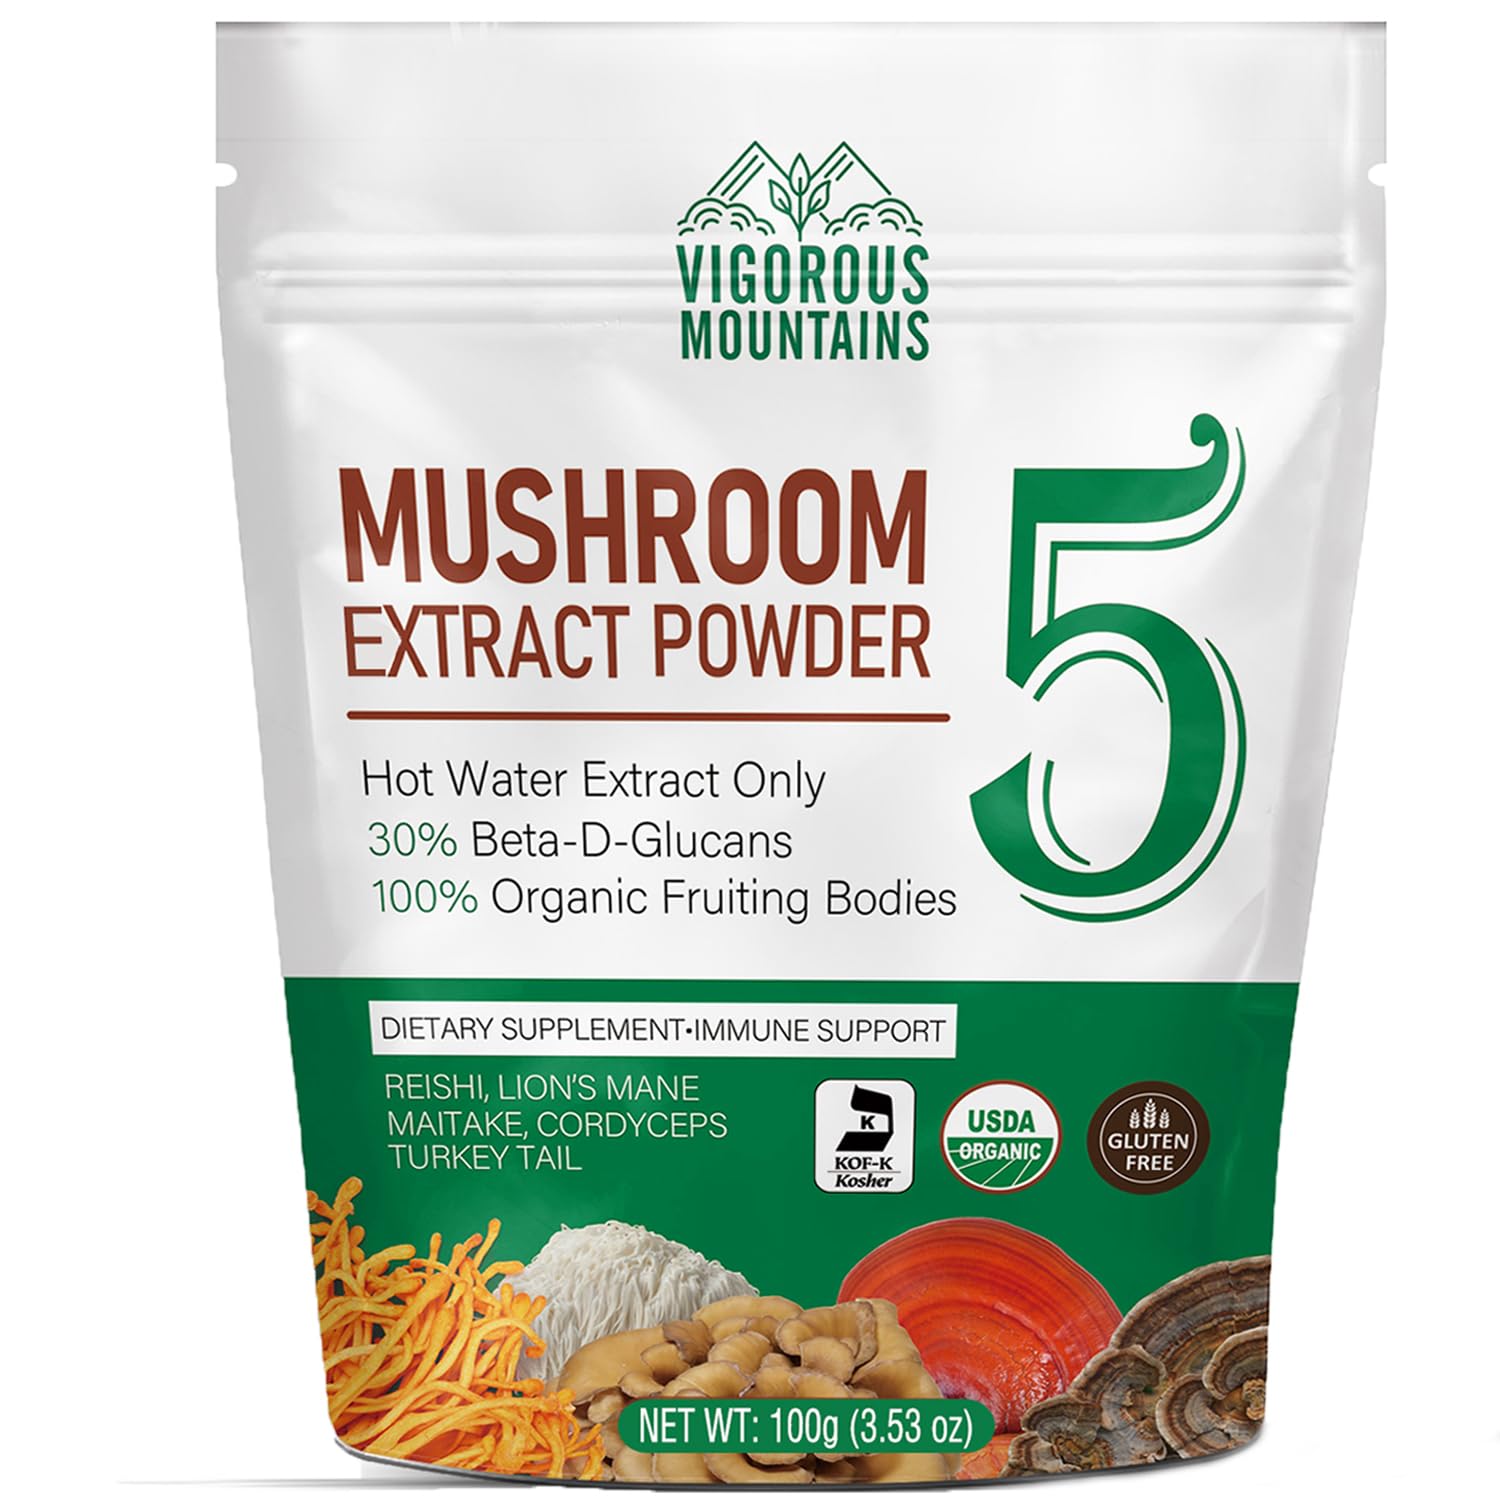 VIGOROUS
MOUNTAINS
MUSHROOM
EXTRACT POWDER
5
Hot Water Extract Only
30% Beta-D-Glucans
100% Organic Fruiting Bodies
DIETARY SUPPLEMENT•IMMUNE SUPPORT
REISHI, LION'S MANE
MAITAKE, CORDYCEPS
TURKEY TAIL
K
KOF-K
Kosher
USDA
ORGANIC
GLUTEN
FREE
NET WT: 100g (3.53 oz)